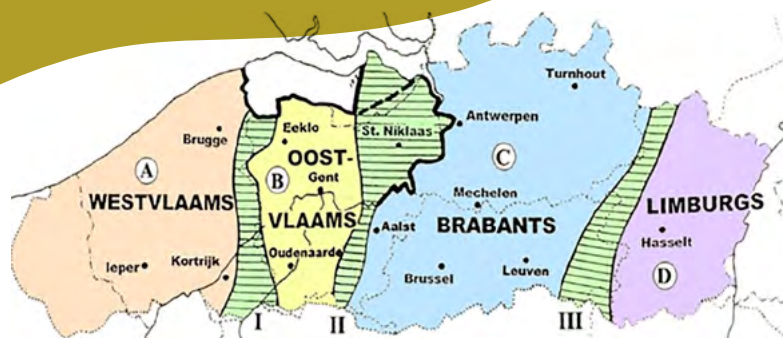 Turnhout
Antwerpen
Eeklo
St. Niklaas
Brugge
OOST-
C
A
B
Gent
WESTVLAAMS
Mechelen
LIMBURGS
VLAAMS
Aalst
BRABANTS
Hasselt
Ieper
Kortrijk
Oudenaarde
Brussel
Leuven
D
I
II
III